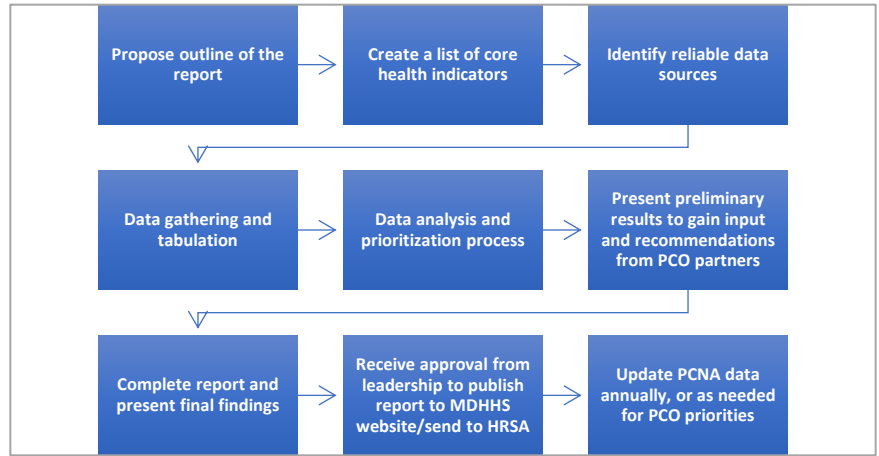 Propose outline of the
report
Create a list of core
health indicators
Identify reliable data
sources
Data gathering and
tabulation
Data analysis and
prioritization process
Present preliminary
results to gain input
and recommendations
from PCO partners
Complete report and
present final findings
Receive approval from
leadership to publish
report to MDHHS
website/send to HRSA
Update PCNA data
annually, or as needed
for PCO priorities